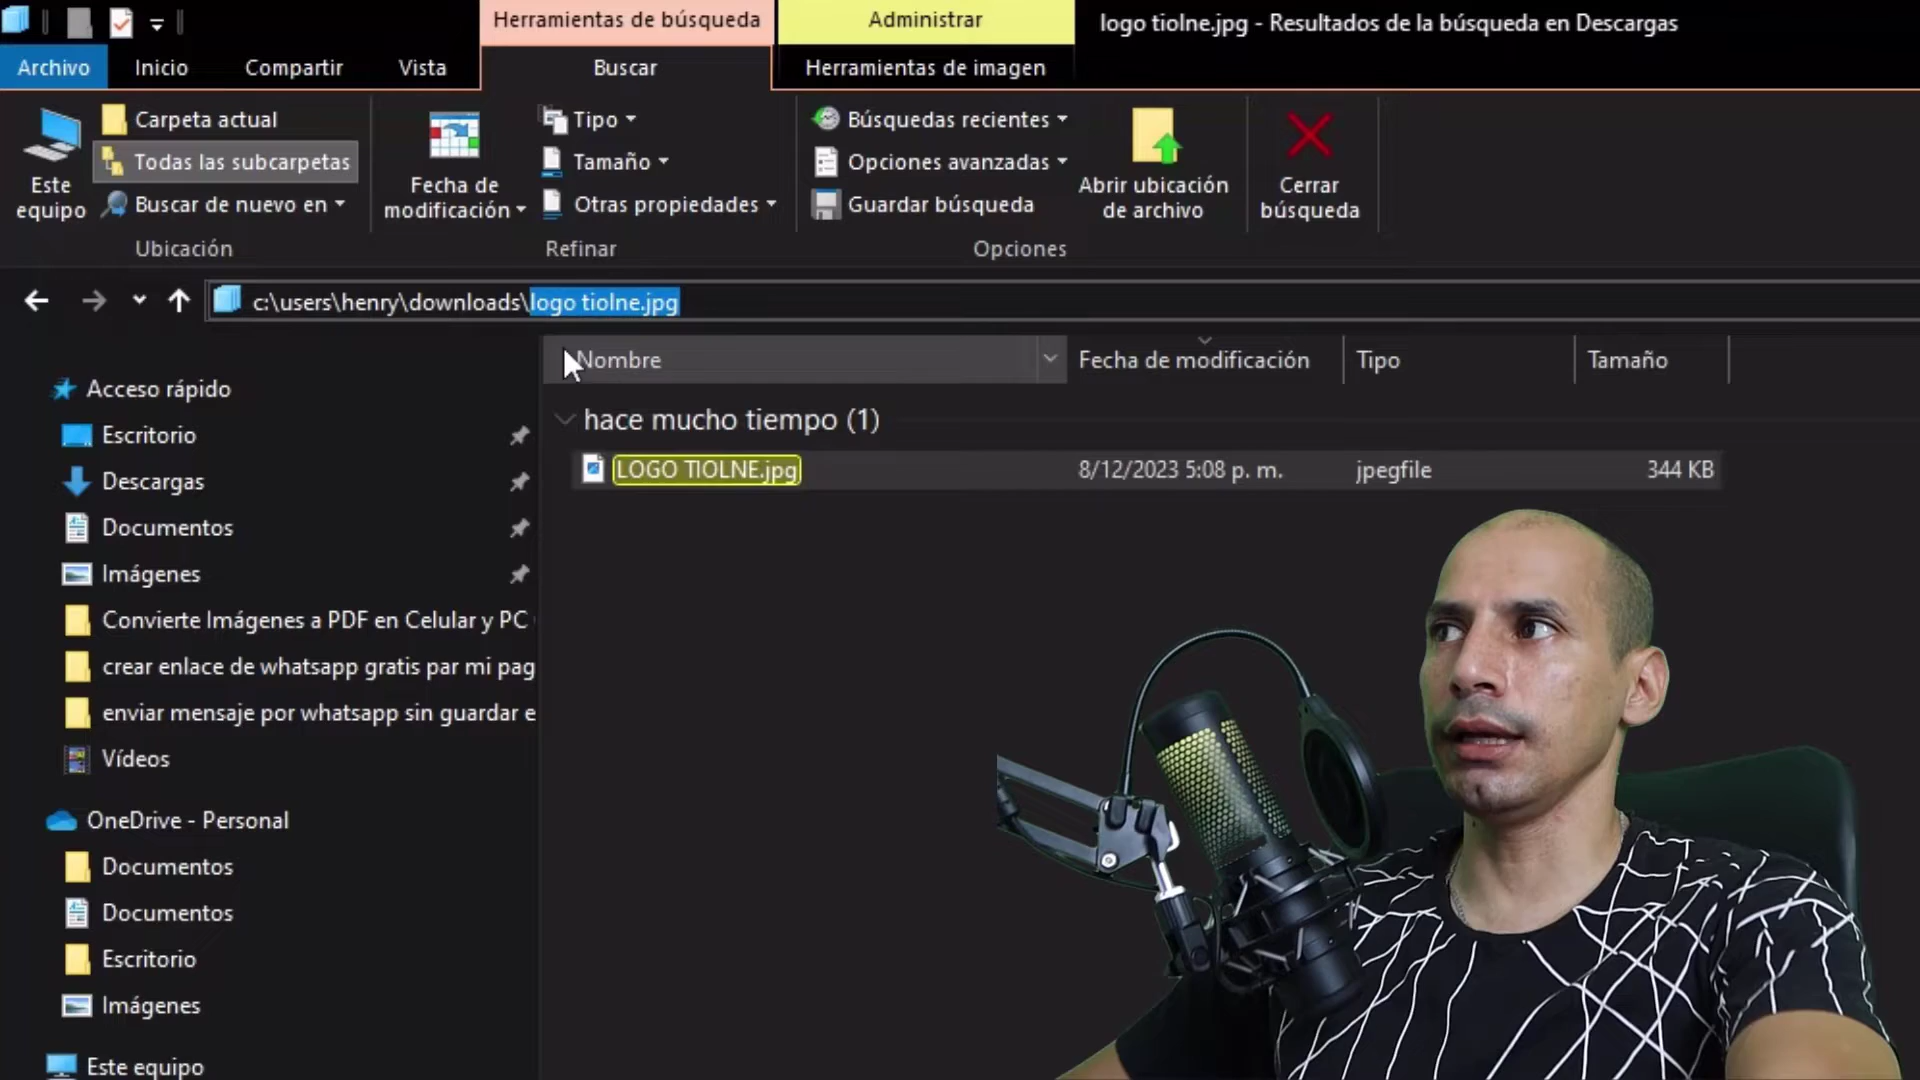 Herramientas de búsqueda
Administrar
logo tiolne.jpg - Resultados de la búsqueda en Descargas
Archivo
Inicio
Compartir
Vista
Buscar
Herramientas de imagen
Este
equipo
Carpeta actual
Todas las subcarpetas
Buscar de nuevo en
Ubicación
Fecha de
modificación
Tipo
Tamaño
Otras propiedades
Refinar
Búsquedas recientes
Opciones avanzadas
Guardar búsqueda
Abrir ubicación
de archivo
Opciones
Cerrar
búsqueda
c:\users\henry\downloads\logo tiolne.jpg
Nombre
Fecha de modificación
Tipo
Tamaño
hace mucho tiempo (1)
LOGO TIOLNE.jpg
8/12/2023 5:08 p. m.
jpegfile
344 KB
Acceso rápido
Escritorio
Descargas
Documentos
Imágenes
Convierte Imágenes a PDF en Celular y PC
crear enlace de whatsapp gratis par mi pag
enviar mensaje por whatsapp sin guardar e
Vídeos
OneDrive - Personal
Documentos
Documentos
Escritorio
Imágenes
Este equipo